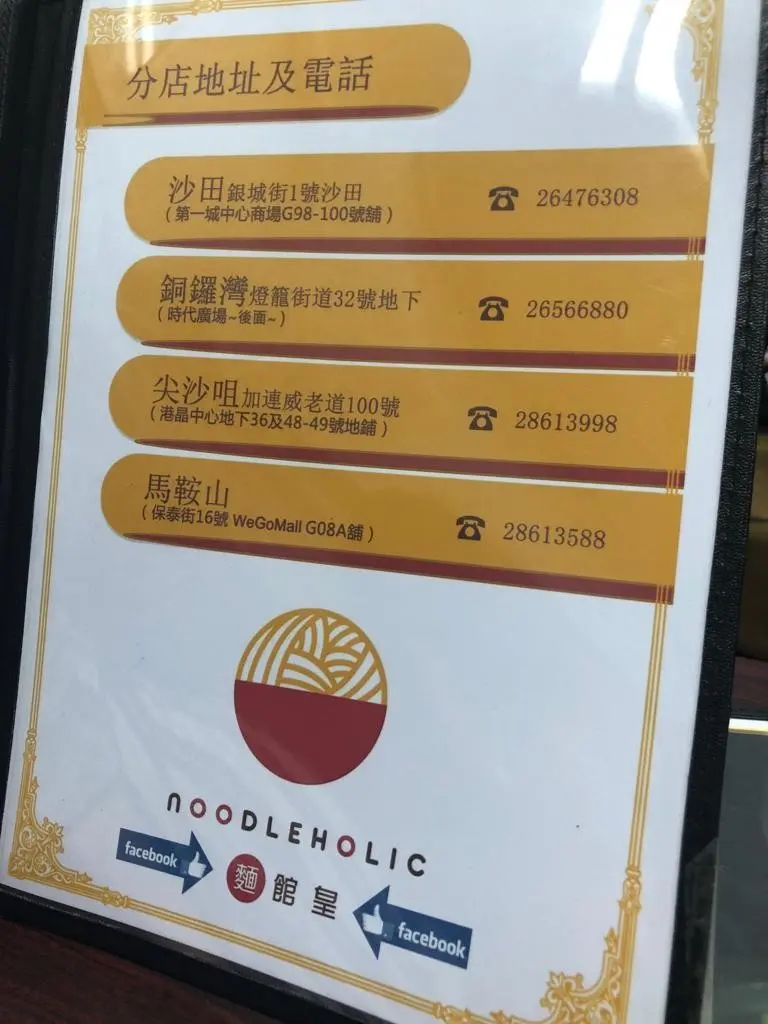 分店地址及電話
沙田銀城街1號沙田 ☎ 26476308
(第一城中心商場G98-100號舖)
銅鑼灣燈籠街道32號地下 ☎ 26566880
(時代廣場~後面~)
尖沙咀加連威老道100號 ☎ 28613998
(港晶中心地下36及48-49號地鋪)
馬鞍山 ☎ 28613588
(保泰街16號 WeGoMall G08A舖)
NOODLEHOLIC
facebook 麵館皇 facebook